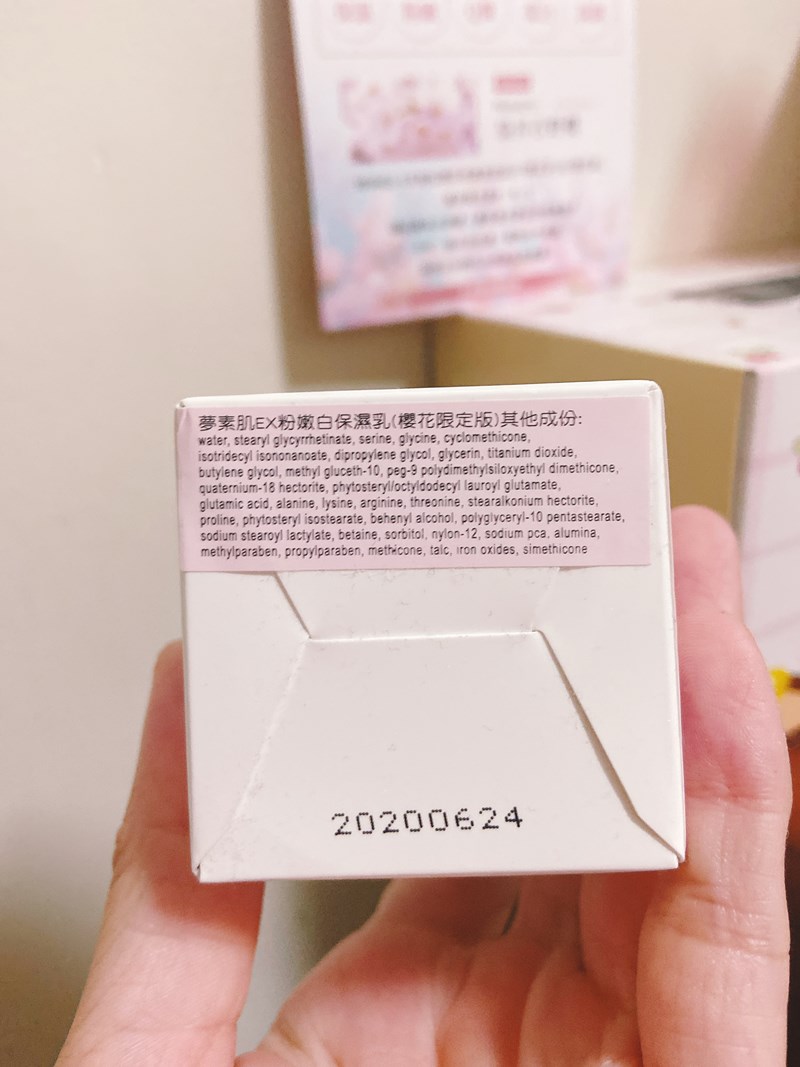 夢素肌EX粉嫩白保濕乳(櫻花限定版)其他成份:
water, stearyl glycyrrhetinate, serine, glycine, cyclomethicone,
isotridecyl isononanoate, dipropylene glycol, glycerin, titanium dioxide,
butylene glycol, methyl gluceth-10, peg-9 polydimethylsiloxyethyl dimethicone,
quaternium-18 hectorite, phytosteryl/octyldodecyl lauroyl glutamate,
glutamic acid, alanine, lysine, arginine, threonine, stearalkonium hectorite,
proline, phytosteryl isostearate, behenyl alcohol, polyglyceryl-10 pentastearate,
sodium stearoyl lactylate, betaine, sorbitol, nylon-12, sodium pca, alumina,
methylparaben, propylparaben, methicone, talc, iron oxides, simethicone
20200624